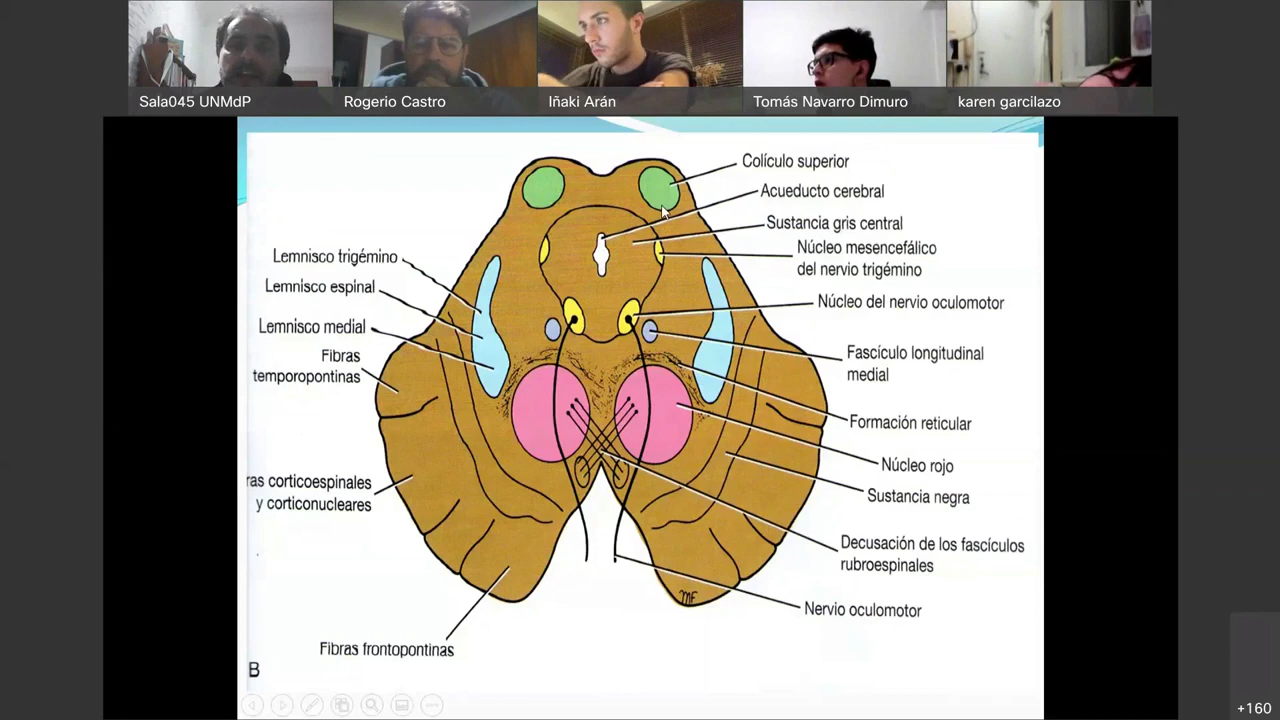 Sala045 UNMdP
Rogerio Castro
Iñaki Arán
Tomás Navarro Dimuro
karen garcilazo
Colículo superior
Acueducto cerebral
Sustancia gris central
Núcleo mesencefálico
del nervio trigémino
Núcleo del nervio oculomotor
Fascículo longitudinal
medial
Formación reticular
Núcleo rojo
Sustancia negra
Decusación de los fascículos
rubroespinales
Nervio oculomotor
Lemnisco trigémino
Lemnisco espinal
Lemnisco medial
Fibras
temporopontinas
ras corticoespinales
y corticonucleares
Fibras frontopontinas
MF
B
+160